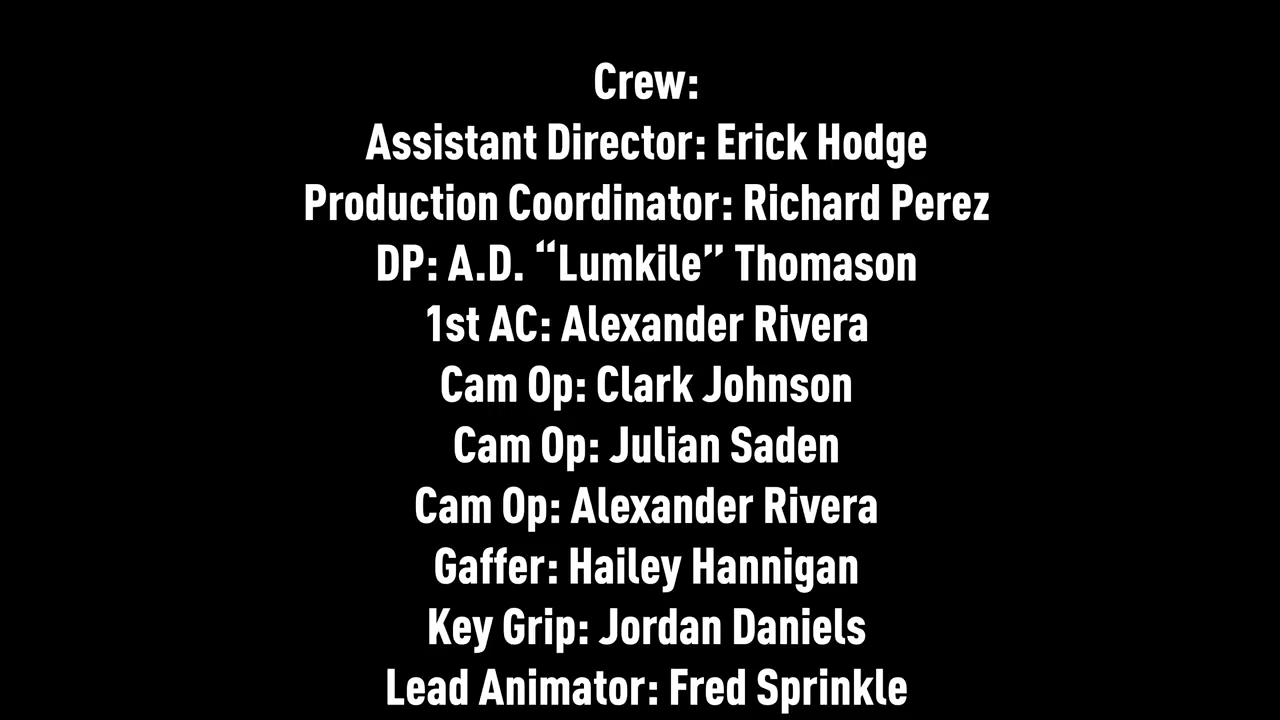 Crew:
Assistant Director: Erick Hodge
Production Coordinator: Richard Perez
DP: A.D. “Lumkile” Thomason
1st AC: Alexander Rivera
Cam Op: Clark Johnson
Cam Op: Julian Saden
Cam Op: Alexander Rivera
Gaffer: Hailey Hannigan
Key Grip: Jordan Daniels
Lead Animator: Fred Sprinkle